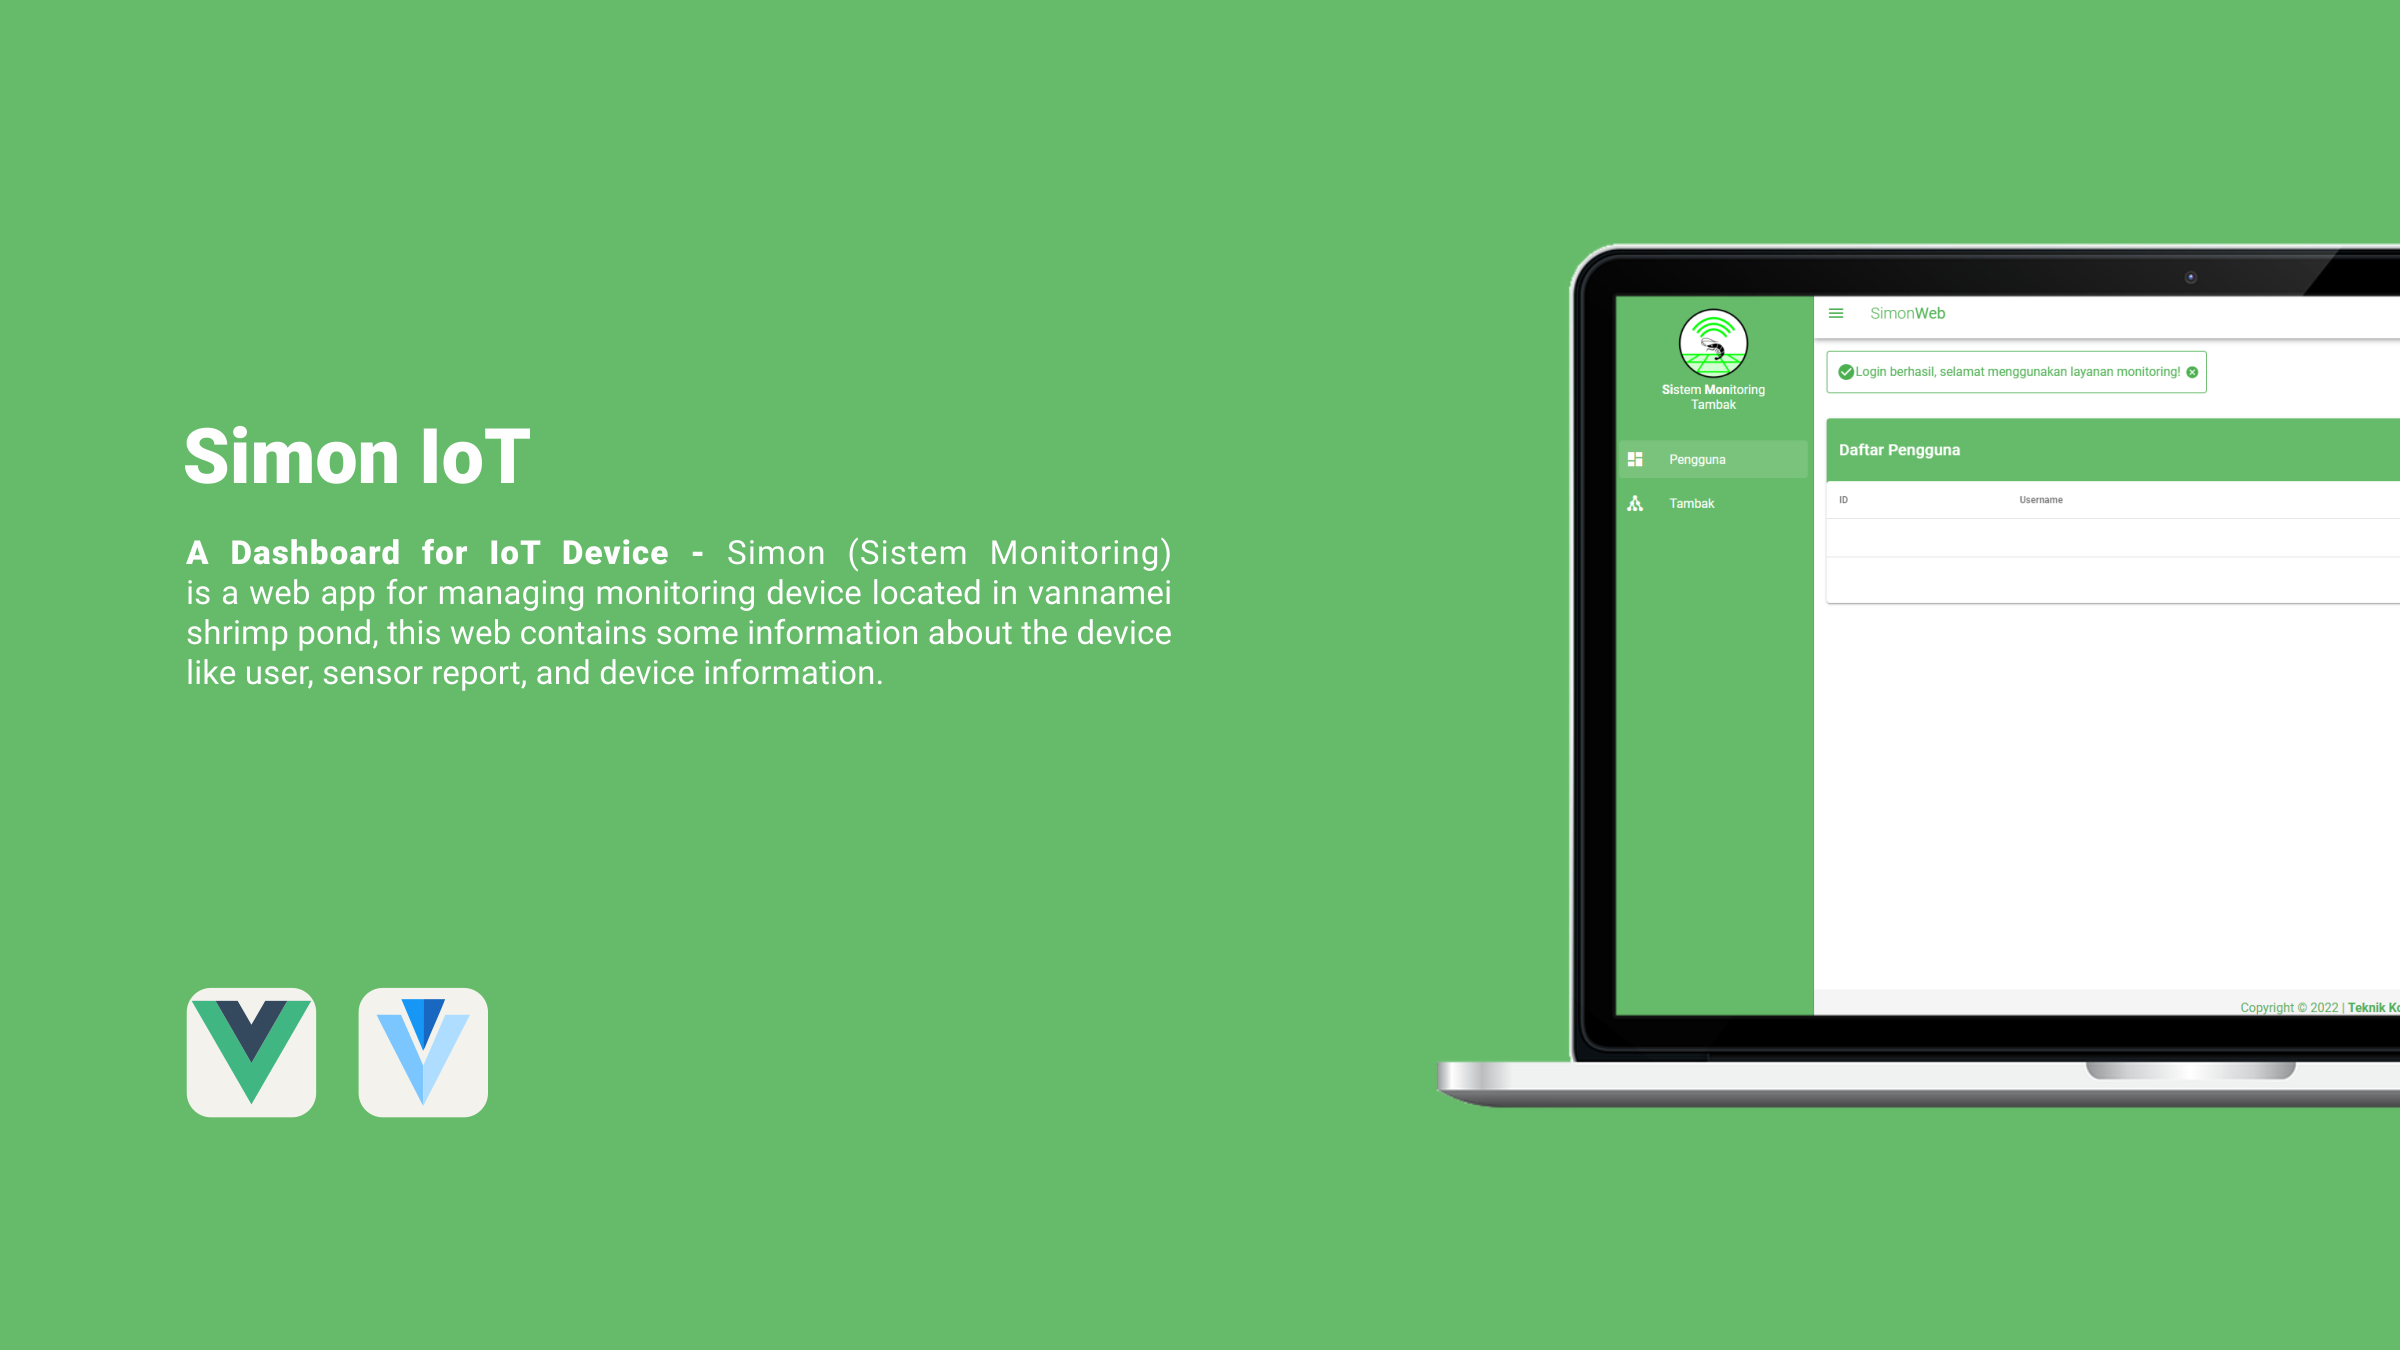 Simon IoT
A Dashboard for IoT Device - Simon (Sistem Monitoring)
is a web app for managing monitoring device located in vannamei
shrimp pond, this web contains some information about the device
like user, sensor report, and device information.
Sistem Monitoring
Tambak
Pengguna
Tambak
SimonWeb
Login berhasil, selamat menggunakan layanan monitoring!
Daftar Pengguna
ID Username
Copyright © 2022 | Teknik